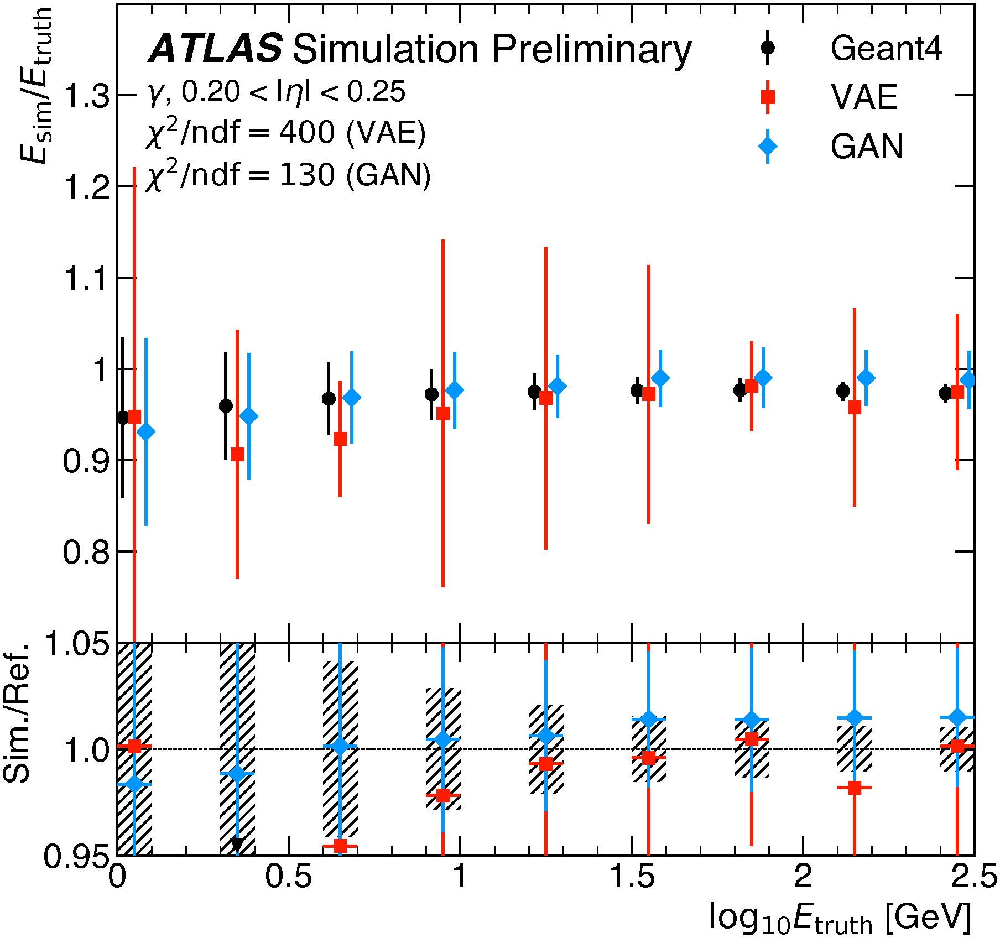 ATLAS Simulation Preliminary
γ, 0.20 < |η| < 0.25
χ²/ndf = 400 (VAE)
χ²/ndf = 130 (GAN)
Geant4
VAE
GAN
E_sim/E_truth
1.3
1.2
1.1
1
0.9
0.8
Sim./Ref.
1.05
1.0
0.95
0 0.5 1 1.5 2 2.5
log₁₀E_truth [GeV]